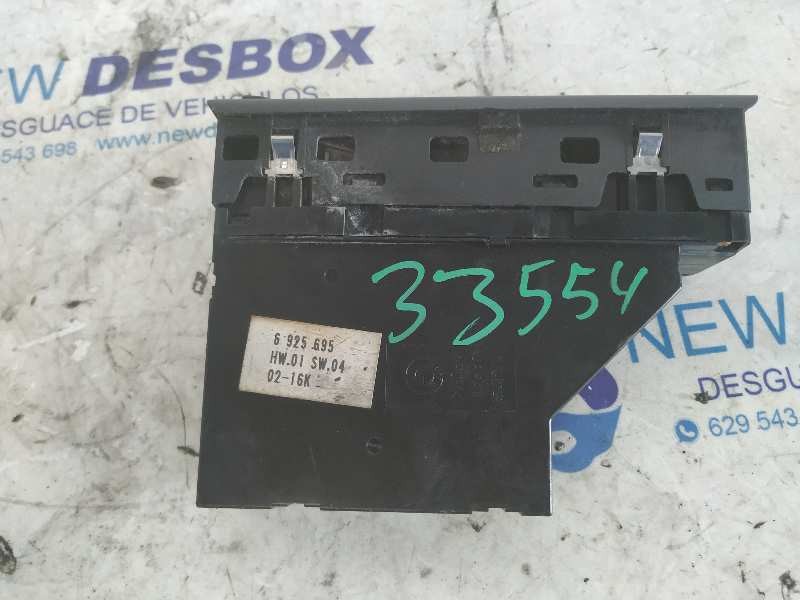 NEW DESBOX
DESGUACE DE VEHICULOS
www.newd
543 698
33554
6 925 695
HW.01 SW.04
02-16K
NEW
DESGU
629 543